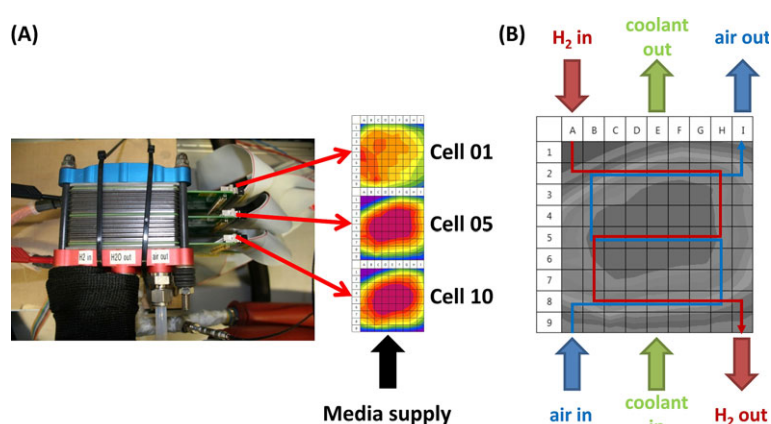 (A)
H2 in
H2O out
air out
Cell 01
Cell 05
Cell 10
Media supply
(B)
H₂ in
coolant
out
air out
A B C D E F G H I
1
2
3
4
5
6
7
8
9
air in
coolant
in
H₂ out